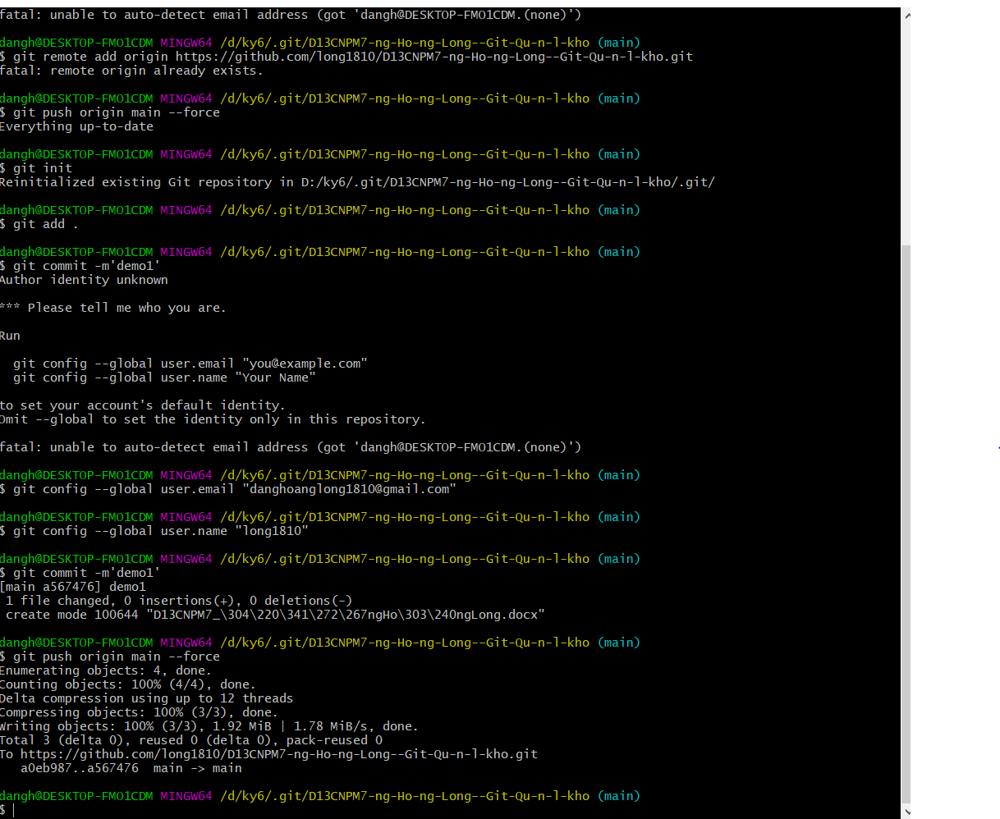 fatal: unable to auto-detect email address (got 'dangh@DESKTOP-FMO1CDM.(none)')
dangh@DESKTOP-FMO1CDM MINGW64 /d/ky6/.git/D13CNPM7-ng-Ho-ng-Long--Git-Qu-n-l-kho (main)
$ git remote add origin https://github.com/long1810/D13CNPM7-ng-Ho-ng-Long--Git-Qu-n-l-kho.git
fatal: remote origin already exists.
dangh@DESKTOP-FMO1CDM MINGW64 /d/ky6/.git/D13CNPM7-ng-Ho-ng-Long--Git-Qu-n-l-kho (main)
$ git push origin main --force
Everything up-to-date
dangh@DESKTOP-FMO1CDM MINGW64 /d/ky6/.git/D13CNPM7-ng-Ho-ng-Long--Git-Qu-n-l-kho (main)
$ git init
Reinitialized existing Git repository in D:/ky6/.git/D13CNPM7-ng-Ho-ng-Long--Git-Qu-n-l-kho/.git/
dangh@DESKTOP-FMO1CDM MINGW64 /d/ky6/.git/D13CNPM7-ng-Ho-ng-Long--Git-Qu-n-l-kho (main)
$ git add .
dangh@DESKTOP-FMO1CDM MINGW64 /d/ky6/.git/D13CNPM7-ng-Ho-ng-Long--Git-Qu-n-l-kho (main)
$ git commit -m'demo1'
Author identity unknown
*** Please tell me who you are.
Run
git config --global user.email "you@example.com"
git config --global user.name "Your Name"
to set your account's default identity.
Omit --global to set the identity only in this repository.
fatal: unable to auto-detect email address (got 'dangh@DESKTOP-FMO1CDM.(none)')
dangh@DESKTOP-FMO1CDM MINGW64 /d/ky6/.git/D13CNPM7-ng-Ho-ng-Long--Git-Qu-n-l-kho (main)
$ git config --global user.email "danghoanglong1810@gmail.com"
dangh@DESKTOP-FMO1CDM MINGW64 /d/ky6/.git/D13CNPM7-ng-Ho-ng-Long--Git-Qu-n-l-kho (main)
$ git config --global user.name "long1810"
dangh@DESKTOP-FMO1CDM MINGW64 /d/ky6/.git/D13CNPM7-ng-Ho-ng-Long--Git-Qu-n-l-kho (main)
$ git commit -m'demo1'
[main a567476] demo1
1 file changed, 0 insertions(+), 0 deletions(-)
create mode 100644 "D13CNPM7_\304\220\341\272\267ngHo\303\240ngLong.docx"
dangh@DESKTOP-FMO1CDM MINGW64 /d/ky6/.git/D13CNPM7-ng-Ho-ng-Long--Git-Qu-n-l-kho (main)
$ git push origin main --force
Enumerating objects: 4, done.
Counting objects: 100% (4/4), done.
Delta compression using up to 12 threads
Compressing objects: 100% (3/3), done.
Writing objects: 100% (3/3), 1.92 MiB | 1.78 MiB/s, done.
Total 3 (delta 0), reused 0 (delta 0), pack-reused 0
To https://github.com/long1810/D13CNPM7-ng-Ho-ng-Long--Git-Qu-n-l-kho.git
a0eb987..a567476  main -> main
dangh@DESKTOP-FMO1CDM MINGW64 /d/ky6/.git/D13CNPM7-ng-Ho-ng-Long--Git-Qu-n-l-kho (main)
$